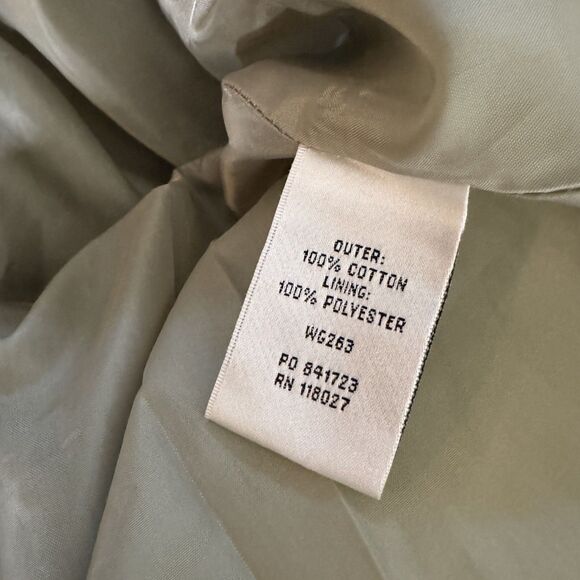 OUTER:
100% COTTON
LINING:
100% POLYESTER
WG263
PO 841723
RN 118027